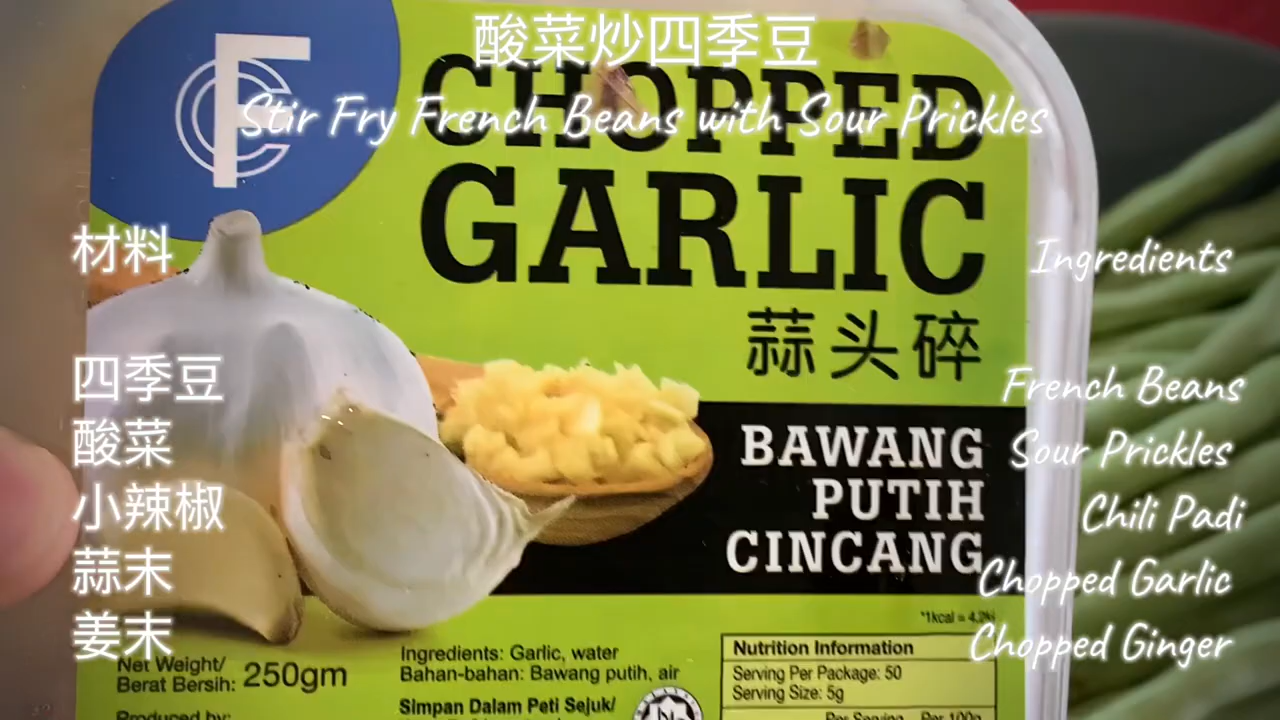 酸菜炒四季豆
Stir Fry French Beans with Sour Prickles
FC
CHOPPED
GARLIC
蒜头碎
BAWANG
PUTIH
CINCANG
材料
Ingredients
四季豆
French Beans
酸菜
Sour Prickles
小辣椒
Chili Padi
蒜末
Chopped Garlic
姜末
Chopped Ginger
Net Weight/
Berat Bersih: 250gm
Produced by:
Ingredients: Garlic, water
Bahan-bahan: Bawang putih, air
Simpan Dalam Peti Sejuk/
*1kcal = 4.2kj
Nutrition Information
Serving Per Package: 50
Serving Size: 5g
Per Serving Per 100g